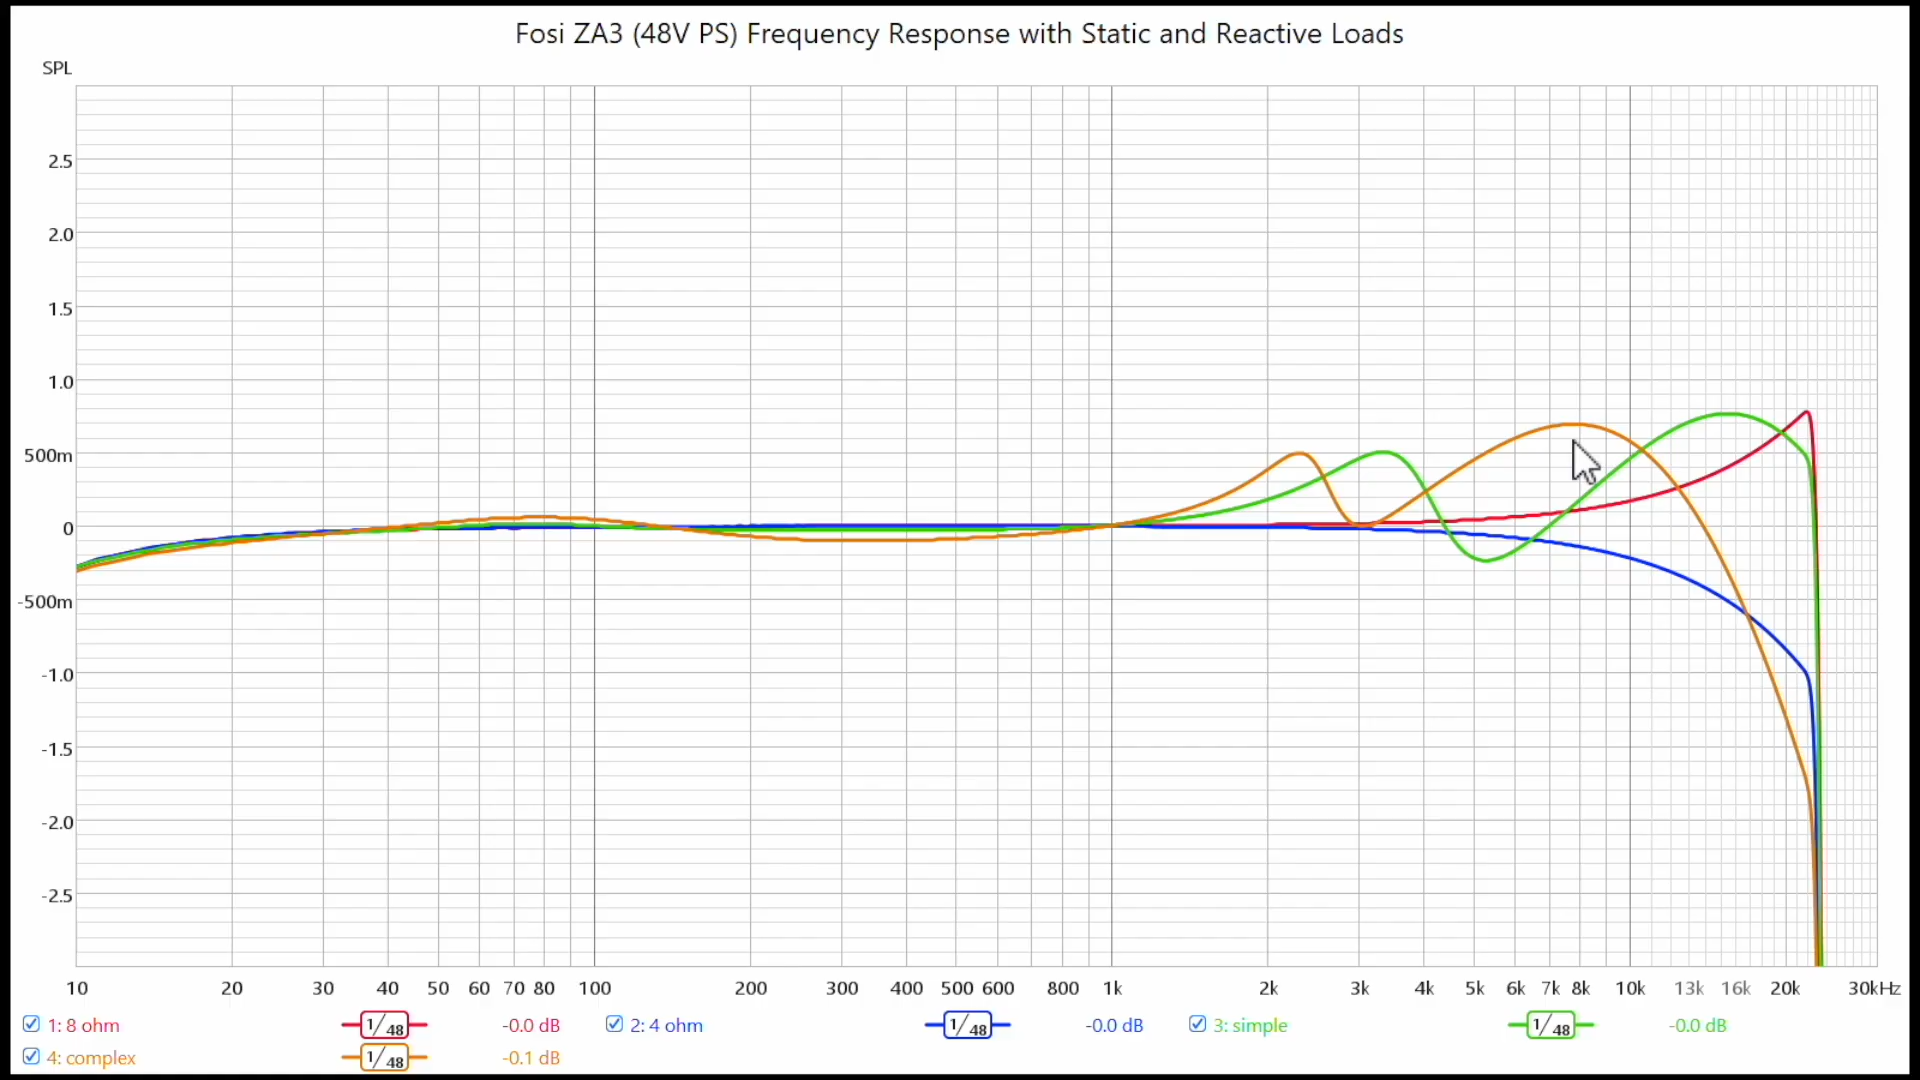 Fosi ZA3 (48V PS) Frequency Response with Static and Reactive Loads
SPL
2.5
2.0
1.5
1.0
500m
0
-500m
-1.0
-1.5
-2.0
-2.5
10 20 30 40 50 60 70 80 100 200 300 400 500 600 800 1k 2k 3k 4k 5k 6k 7k 8k 10k 13k 16k 20k 30kHz
1: 8 ohm 1/48 -0.0 dB 2: 4 ohm 1/48 -0.0 dB 3: simple 1/48 -0.0 dB
4: complex 1/48 -0.1 dB